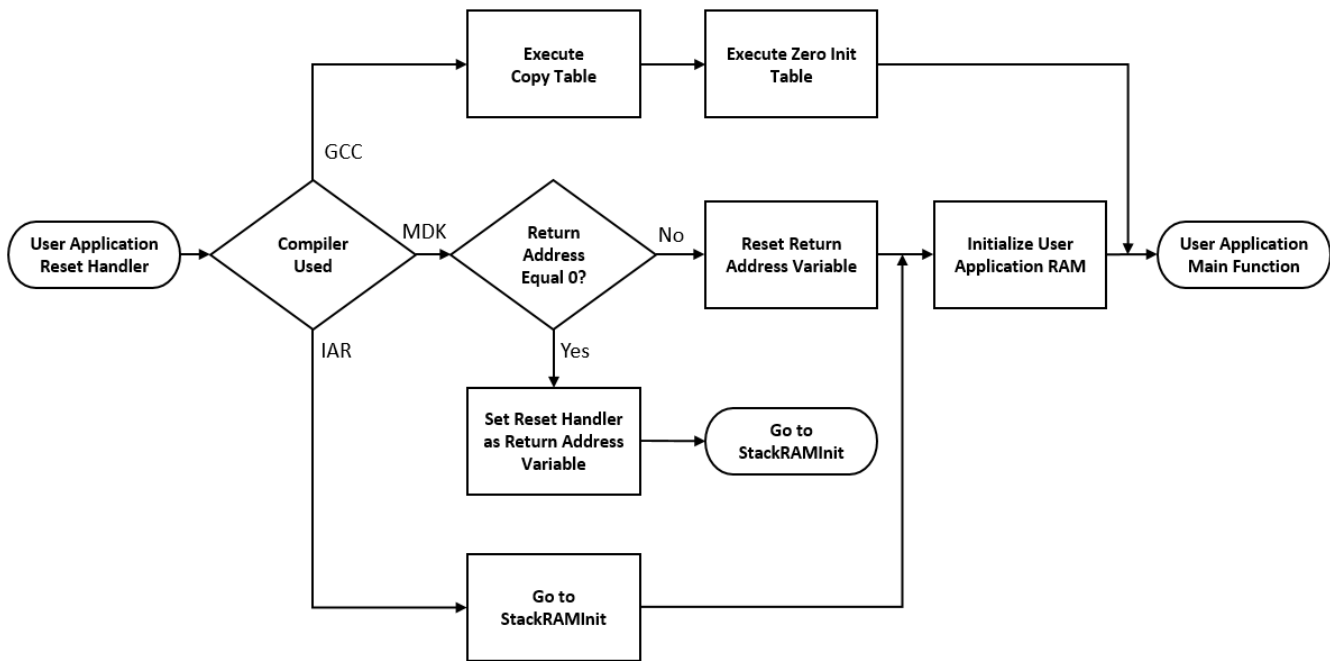 Execute
Copy Table
Execute Zero Init
Table
GCC
User Application
Reset Handler
Compiler
Used
MDK
Return
Address
Equal 0?
No
Reset Return
Address Variable
Initialize User
Application RAM
User Application
Main Function
IAR
Yes
Set Reset Handler
as Return Address
Variable
Go to
StackRAMInit
Go to
StackRAMInit